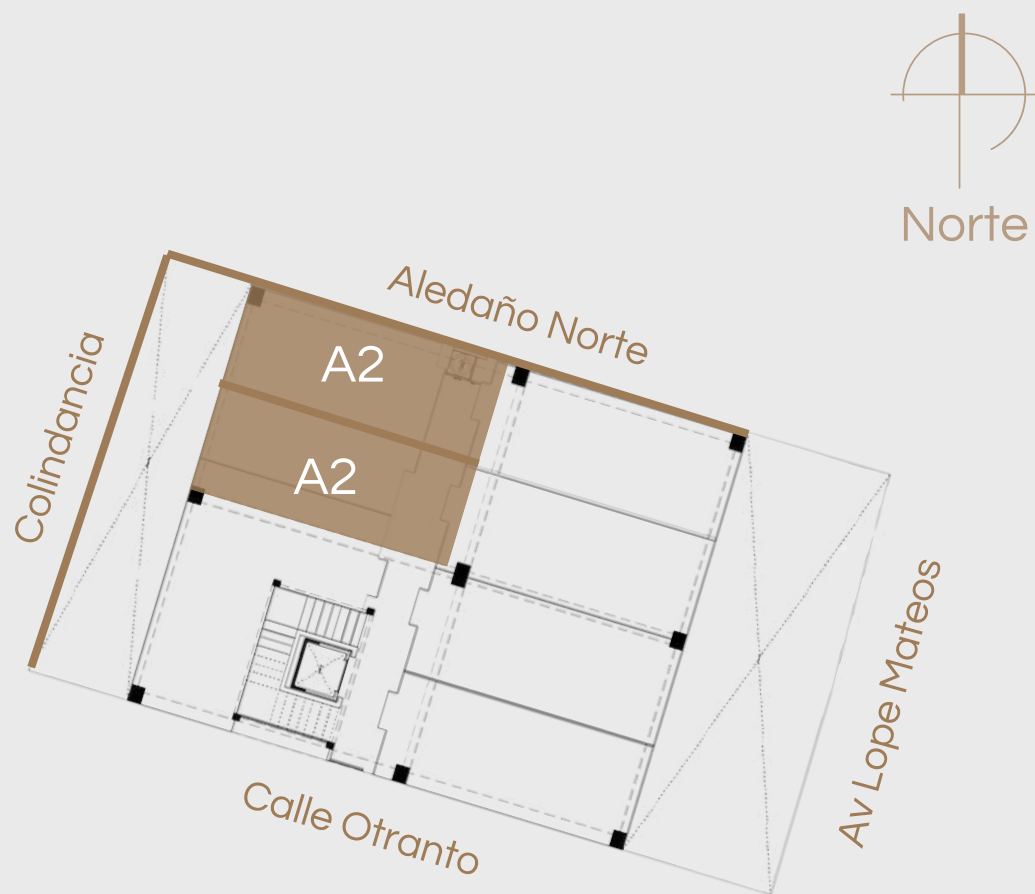 Norte
Aledaño Norte
Colindancia
A2
A2
Av Lope Mateos
Calle Otranto